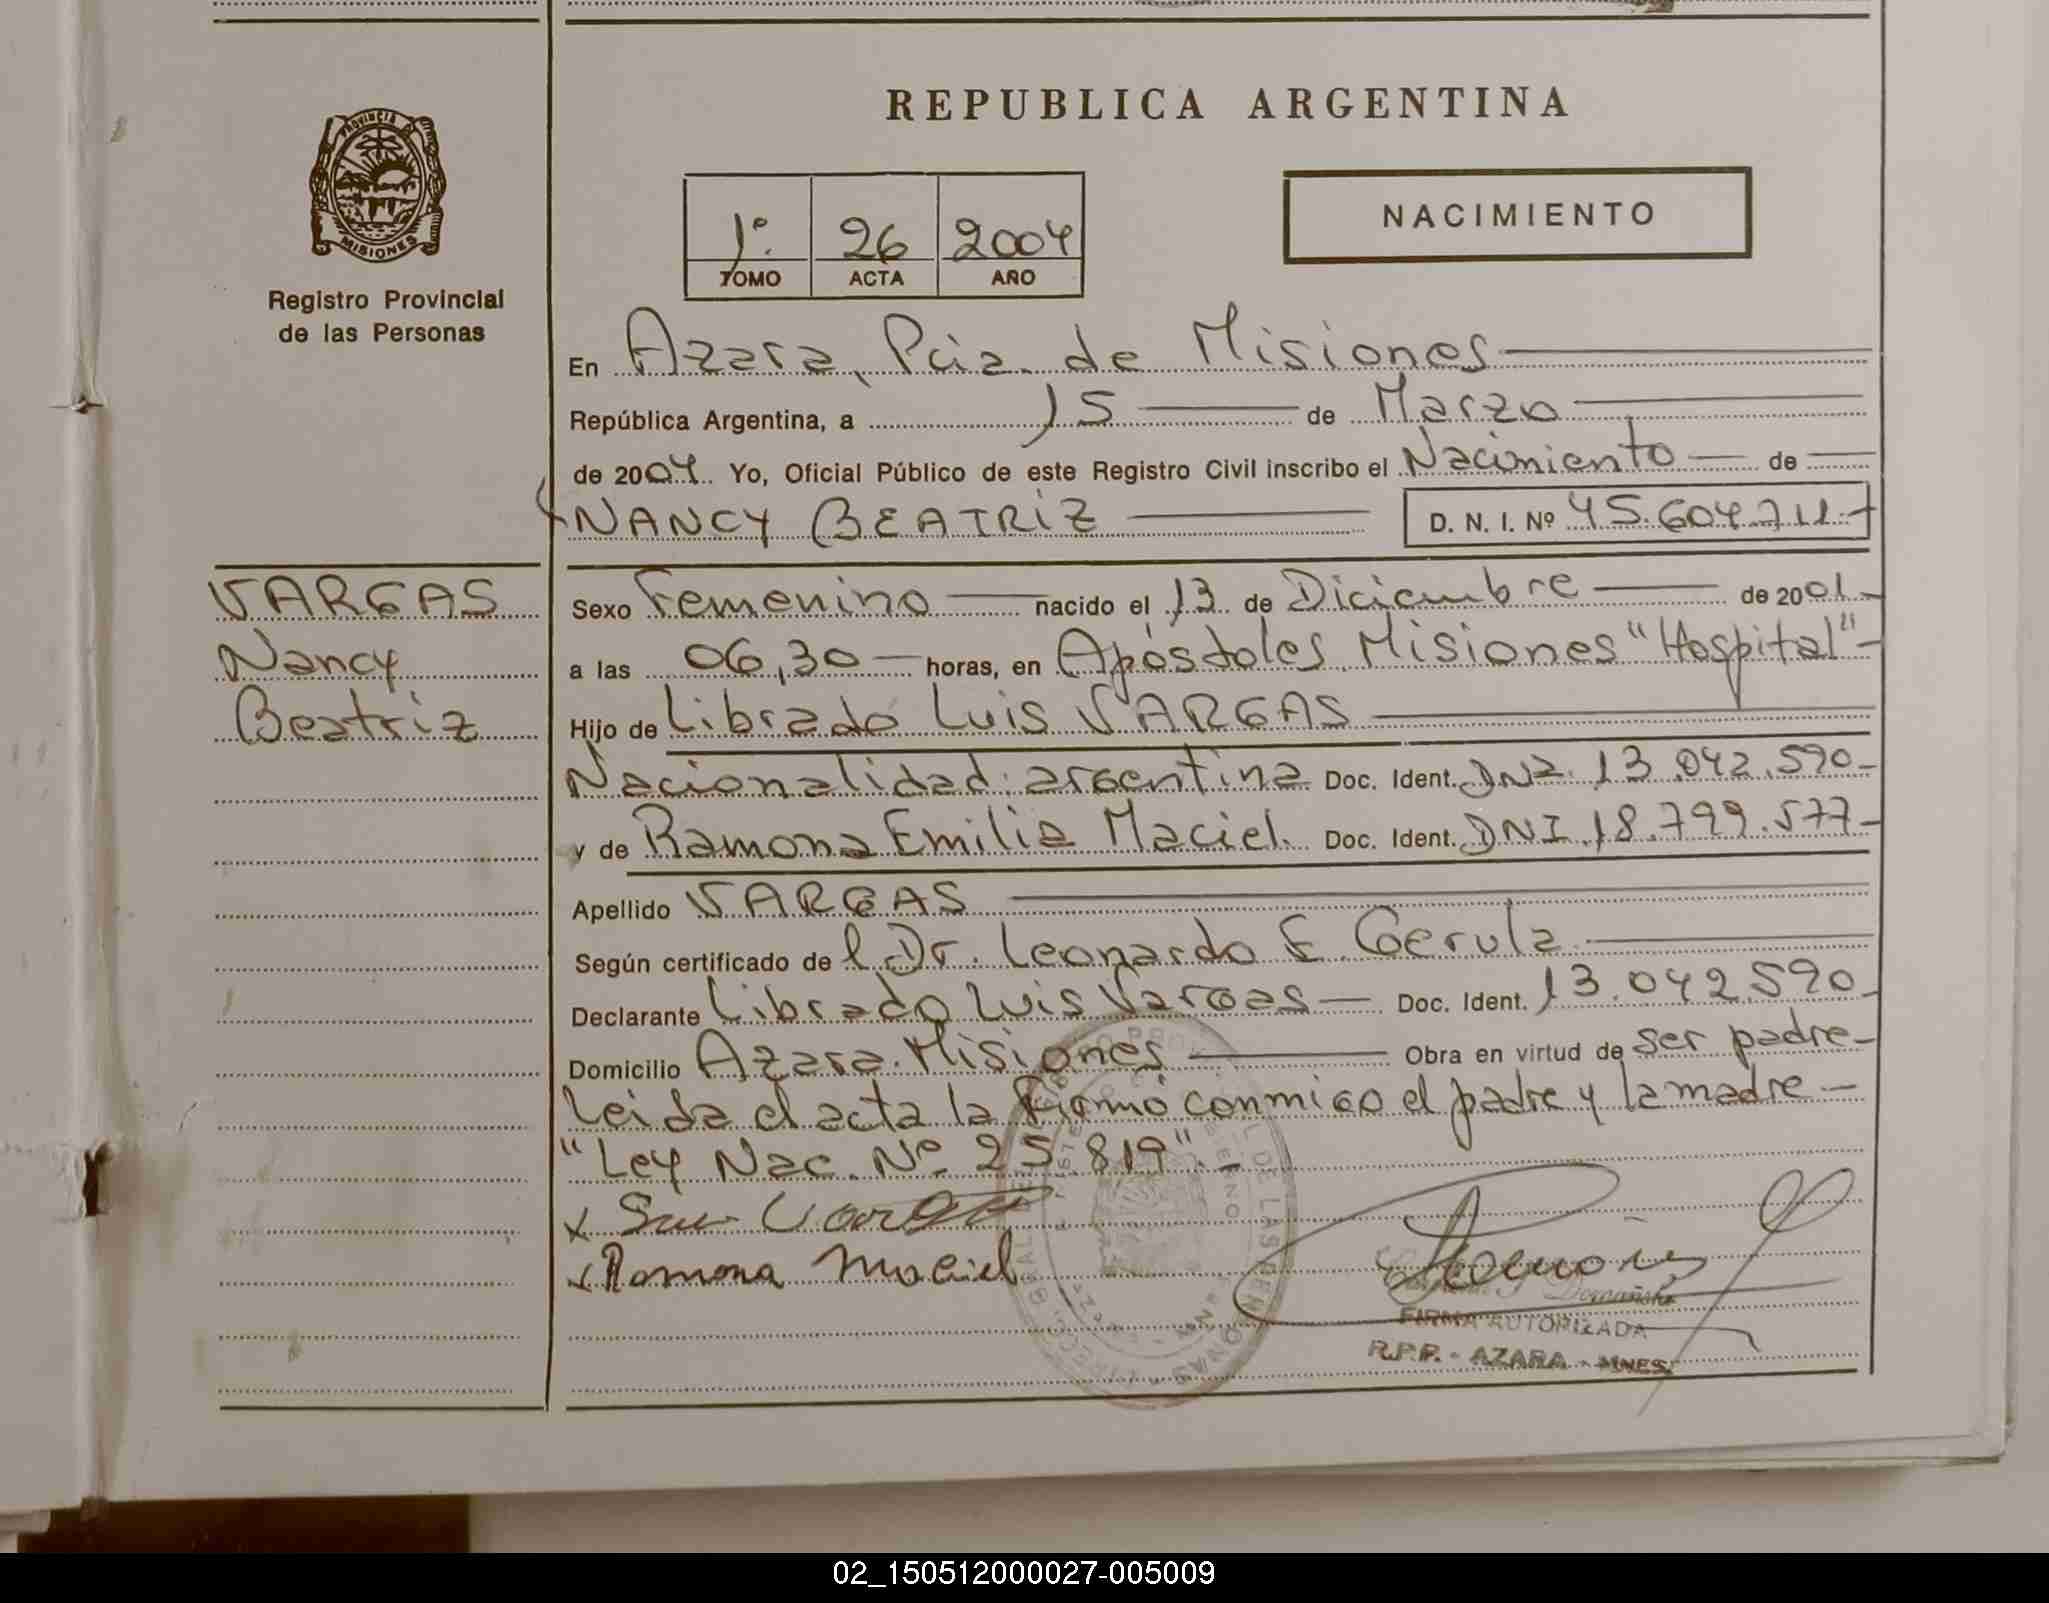 REPUBLICA ARGENTINA
PROVINCIA DE
MISIONES
Registro Provincial
de las Personas
1º.
26
2004
TOMO
ACTA
AÑO
NACIMIENTO
En Azara, Pcia. de Misiones
República Argentina, a 15 de Marzo
de 2004. Yo, Oficial Público de este Registro Civil inscribo el Nacimiento de
NANCY BEATRIZ D. N. I. Nº 45.604.711
VARGAS
Nancy
Beatriz
Sexo Femenino nacido el 13 de Diciembre de 2001
a las 06,30 horas, en Apóstoles Misiones "Hospital"
Hijo de Librado Luis VARGAS
Nacionalidad: argentina Doc. Ident. DNI. 13.042.590
y de Ramona Emilia Maciel. Doc. Ident. DNI 18.799.577
Apellido VARGAS
Según certificado del Dr. Leonardo E. Gerula
Declarante Librado Luis Vargas Doc. Ident. 13.042.590
Domicilio Azara. Misiones Obra en virtud de ser padre
Leida el acta la firmó conmigo el padre y la madre
"Ley Nac. Nº 25.819".
x Vargas
x Ramona Maciel
FIRMA AUTORIZADA
R.P.P. - AZARA - MNES.
02_150512000027-005009